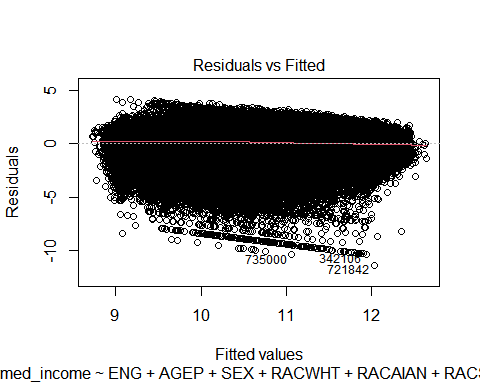 Residuals vs Fitted
Residuals
5
0
-5
-10
735000
342106
721842
9
10
11
12
Fitted values
med_income ~ ENG + AGEP + SEX + RACWHT + RACAIAN + RACS